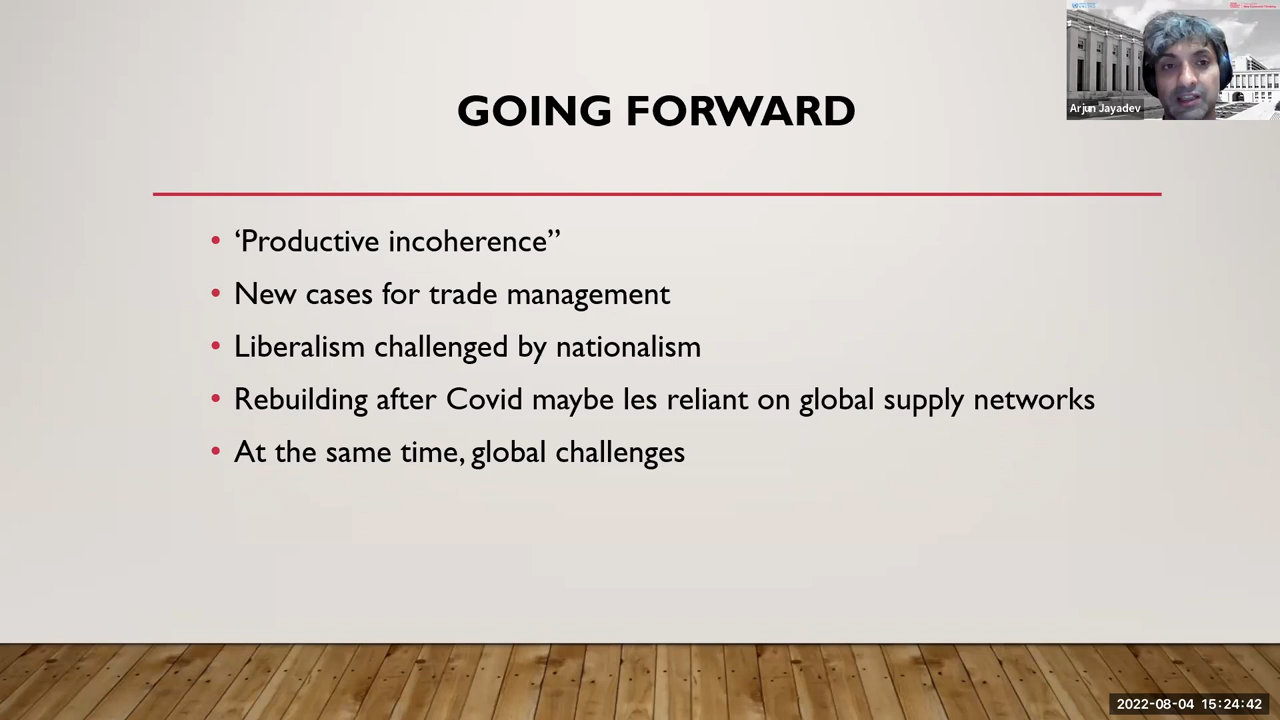 GOING FORWARD
• ‘Productive incoherence”
• New cases for trade management
• Liberalism challenged by nationalism
• Rebuilding after Covid maybe les reliant on global supply networks
• At the same time, global challenges
Arjun Jayadev
2022-08-04 15:24:42